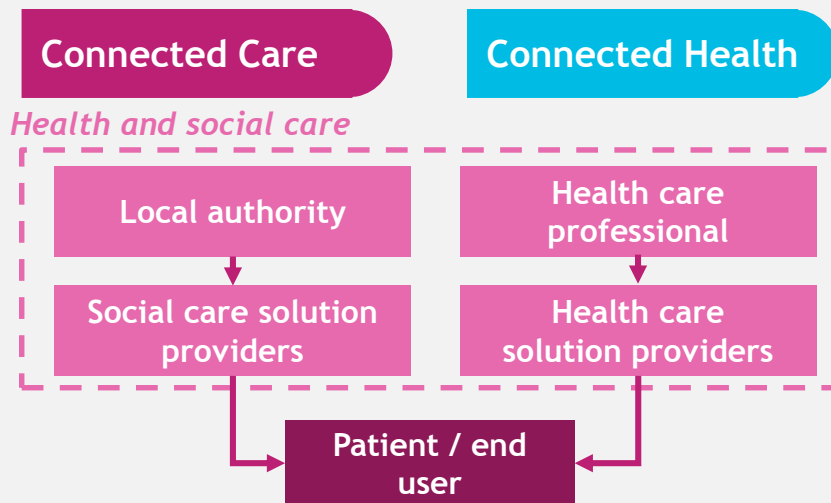 Connected Care
Connected Health
Health and social care
Local authority
Health care
professional
Social care solution
providers
Health care
solution providers
Patient / end
user